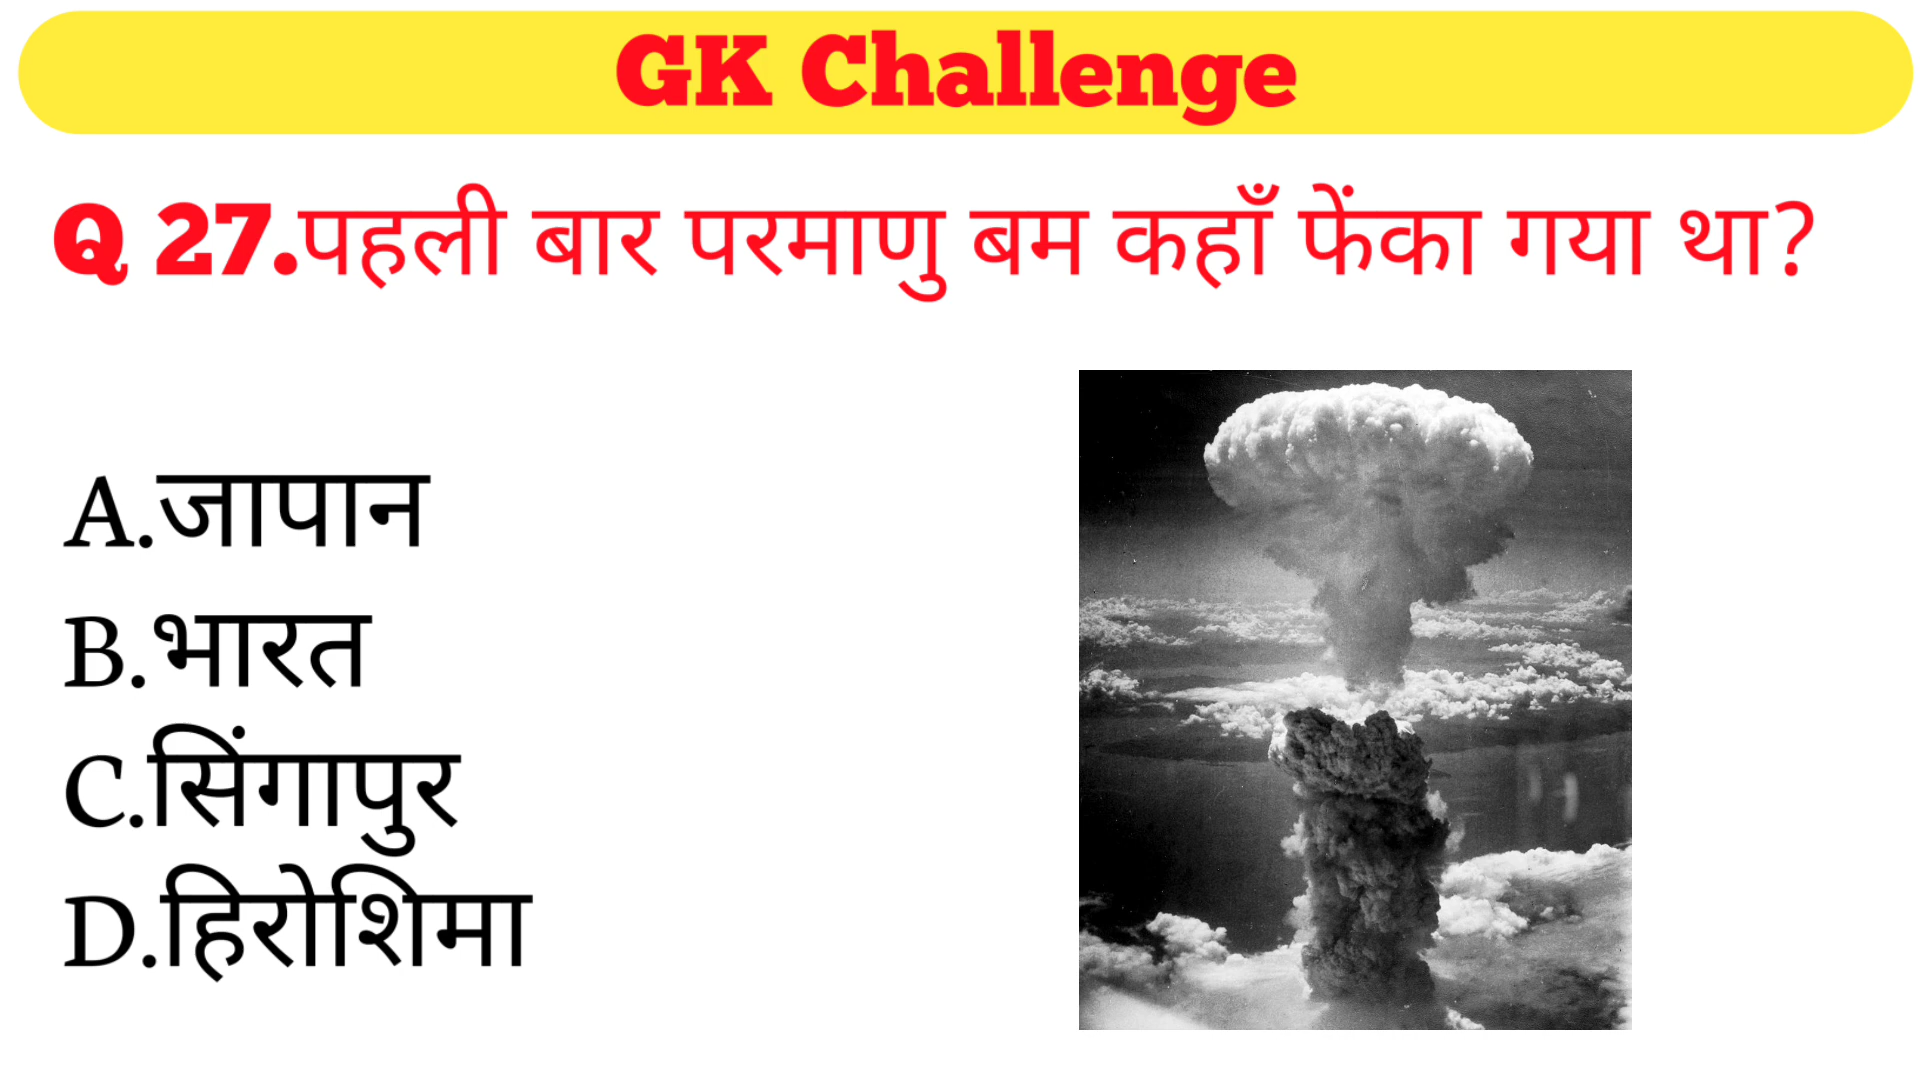 GK Challenge
Q 27.पहली बार परमाणु बम कहाँ फेंका गया था?
A.जापान
B.भारत
C.सिंगापुर
D.हिरोशिमा